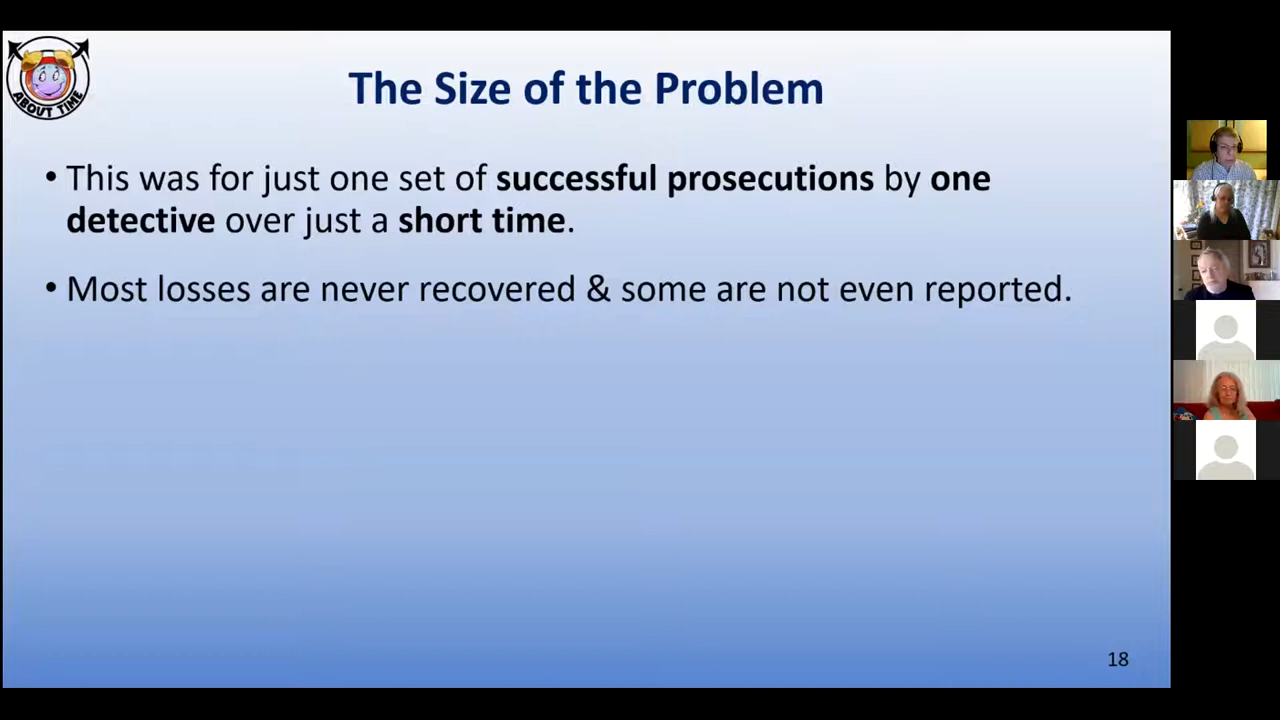 ABOUT TIME
The Size of the Problem
• This was for just one set of successful prosecutions by one
detective over just a short time.
• Most losses are never recovered & some are not even reported.
18